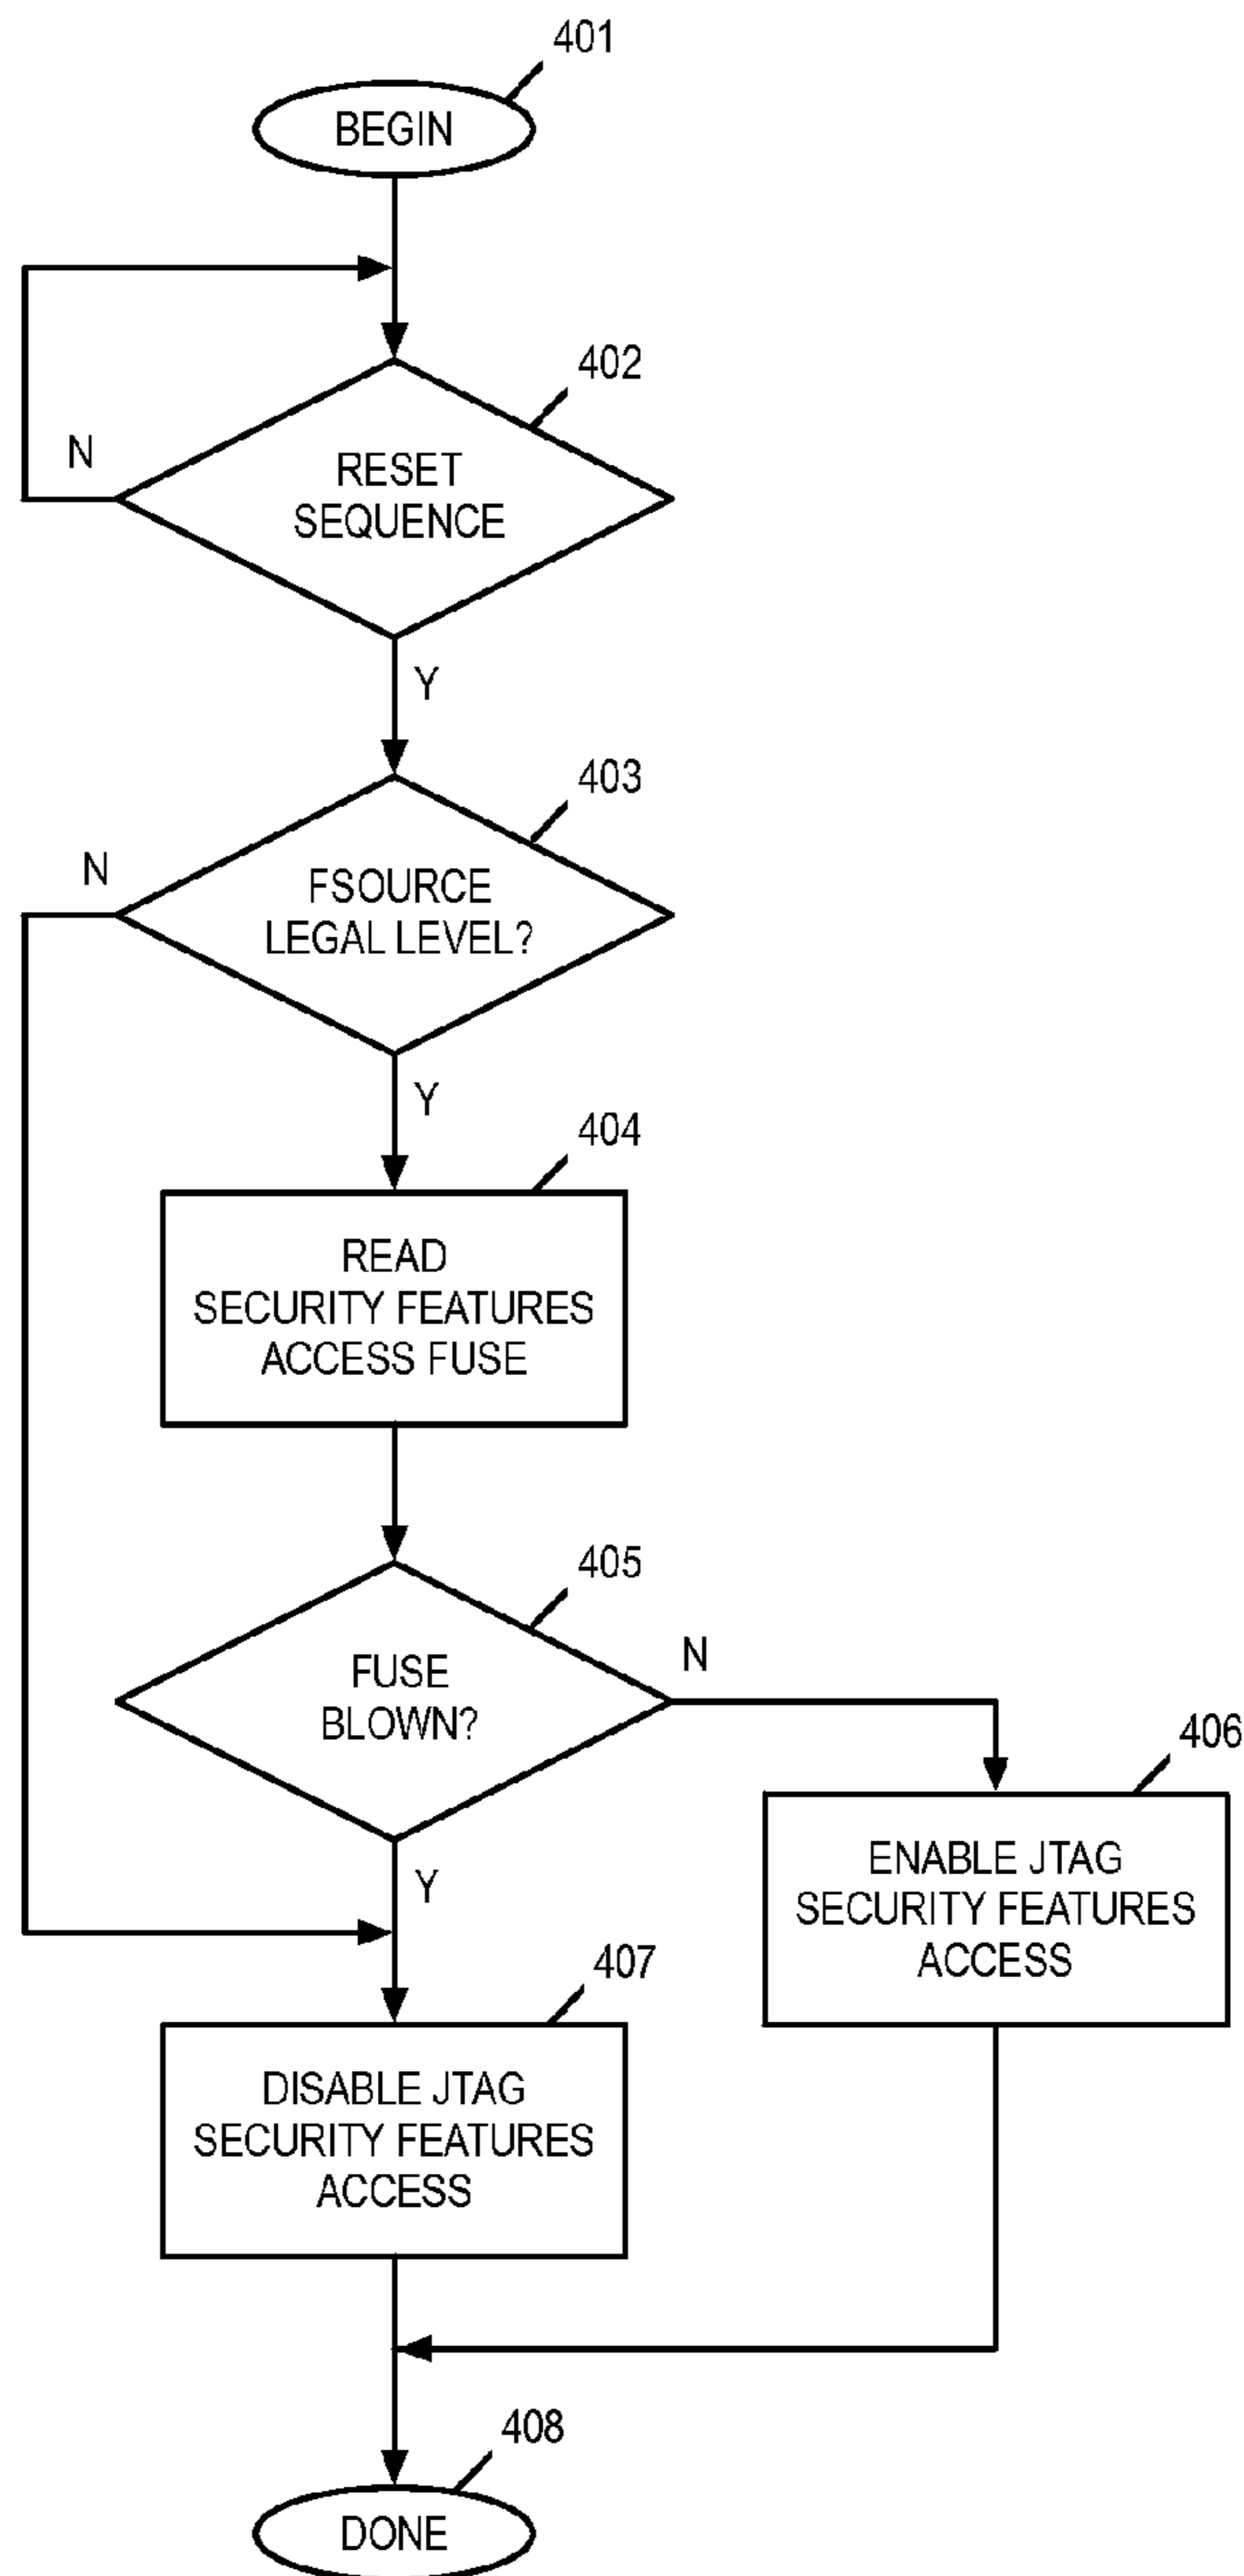 401
BEGIN
402
N
RESET
SEQUENCE
Y
403
N
FSOURCE
LEGAL LEVEL?
Y
404
READ
SECURITY FEATURES
ACCESS FUSE
405
N
FUSE
BLOWN?
406
ENABLE JTAG
SECURITY FEATURES
ACCESS
Y
407
DISABLE JTAG
SECURITY FEATURES
ACCESS
408
DONE